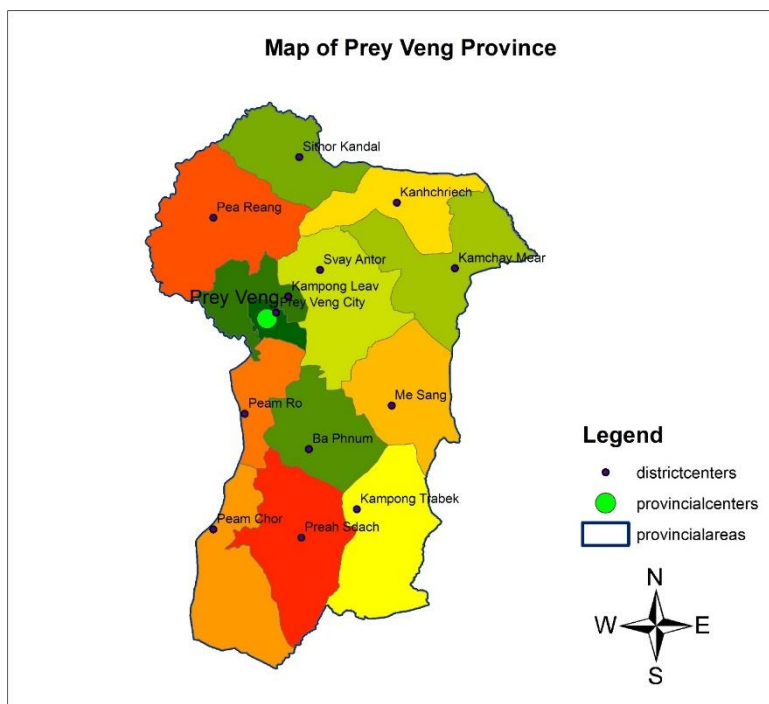 Map of Prey Veng Province
Sithor Kandal
Kanhchriech
Pea Reang
Svay Antor
Kamchay Mear
Kampong Leav
Prey Veng
Prey Veng City
Me Sang
Peam Ro
Ba Phnum
Kampong Trabek
Peam Chor
Preah Sdach
Legend
districtcenters
provincialcenters
provincialareas
N
W E
S